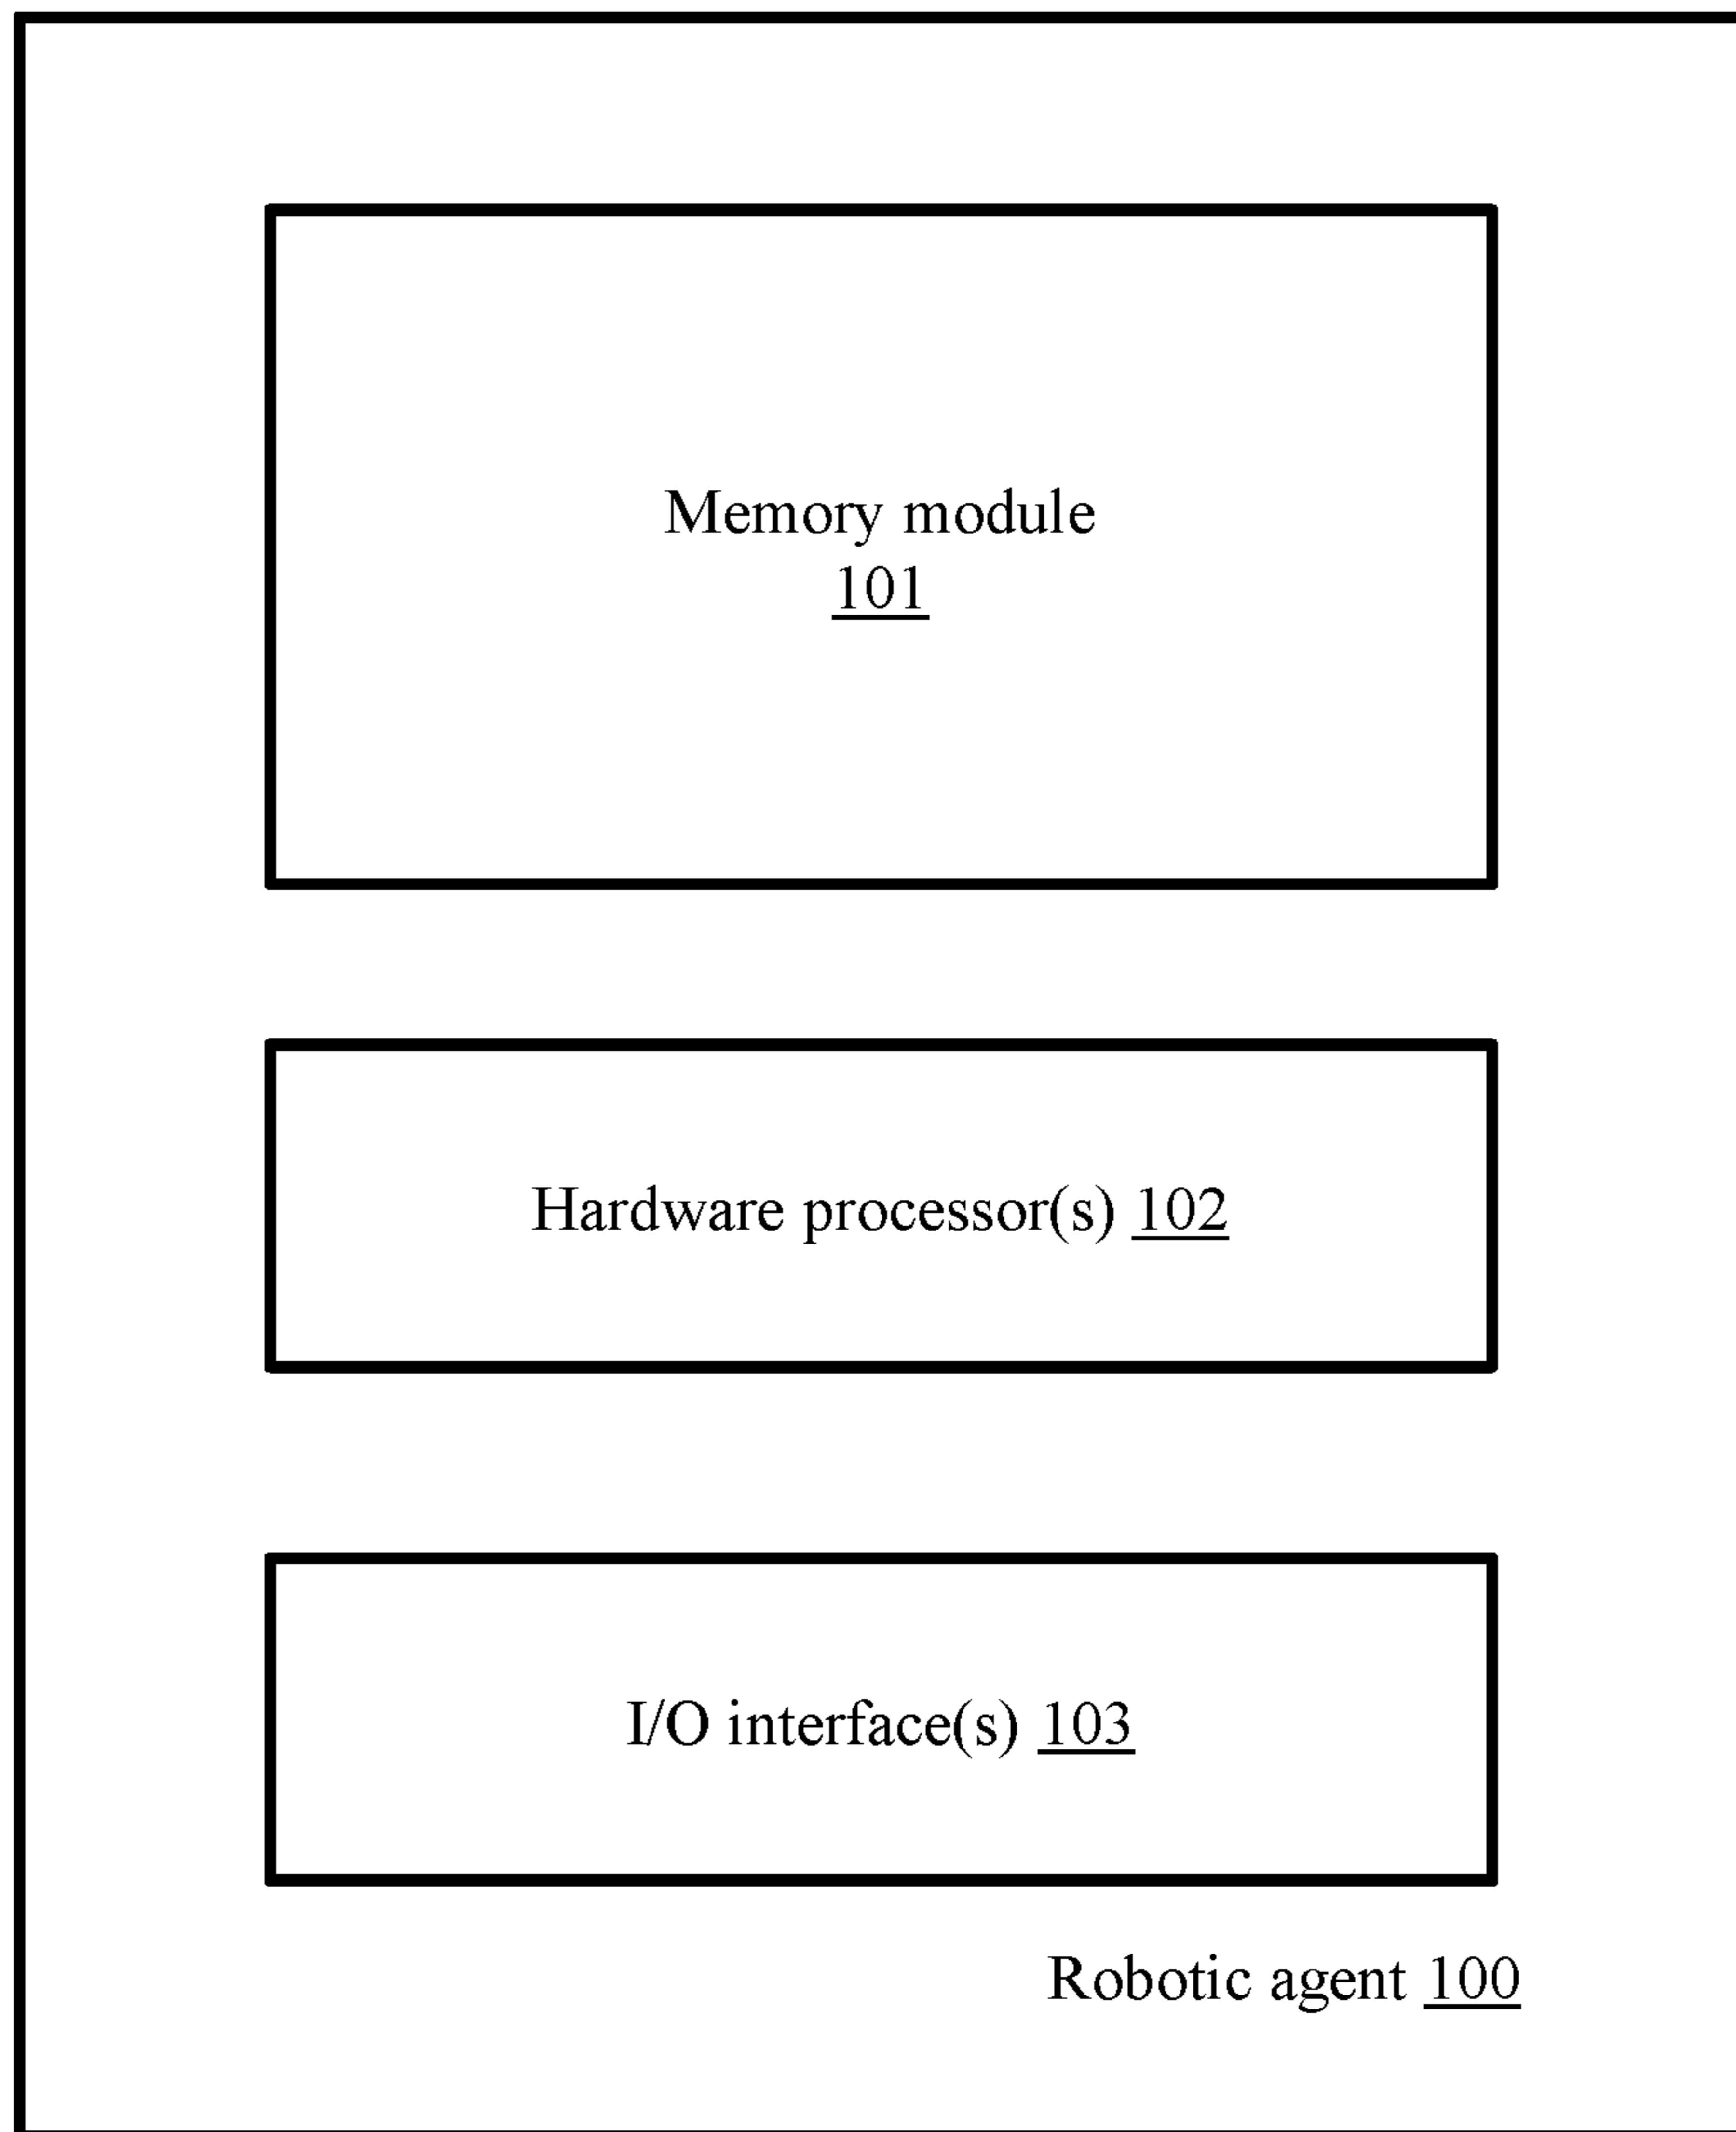 Memory module
101
Hardware processor(s) 102
I/O interface(s) 103
Robotic agent 100